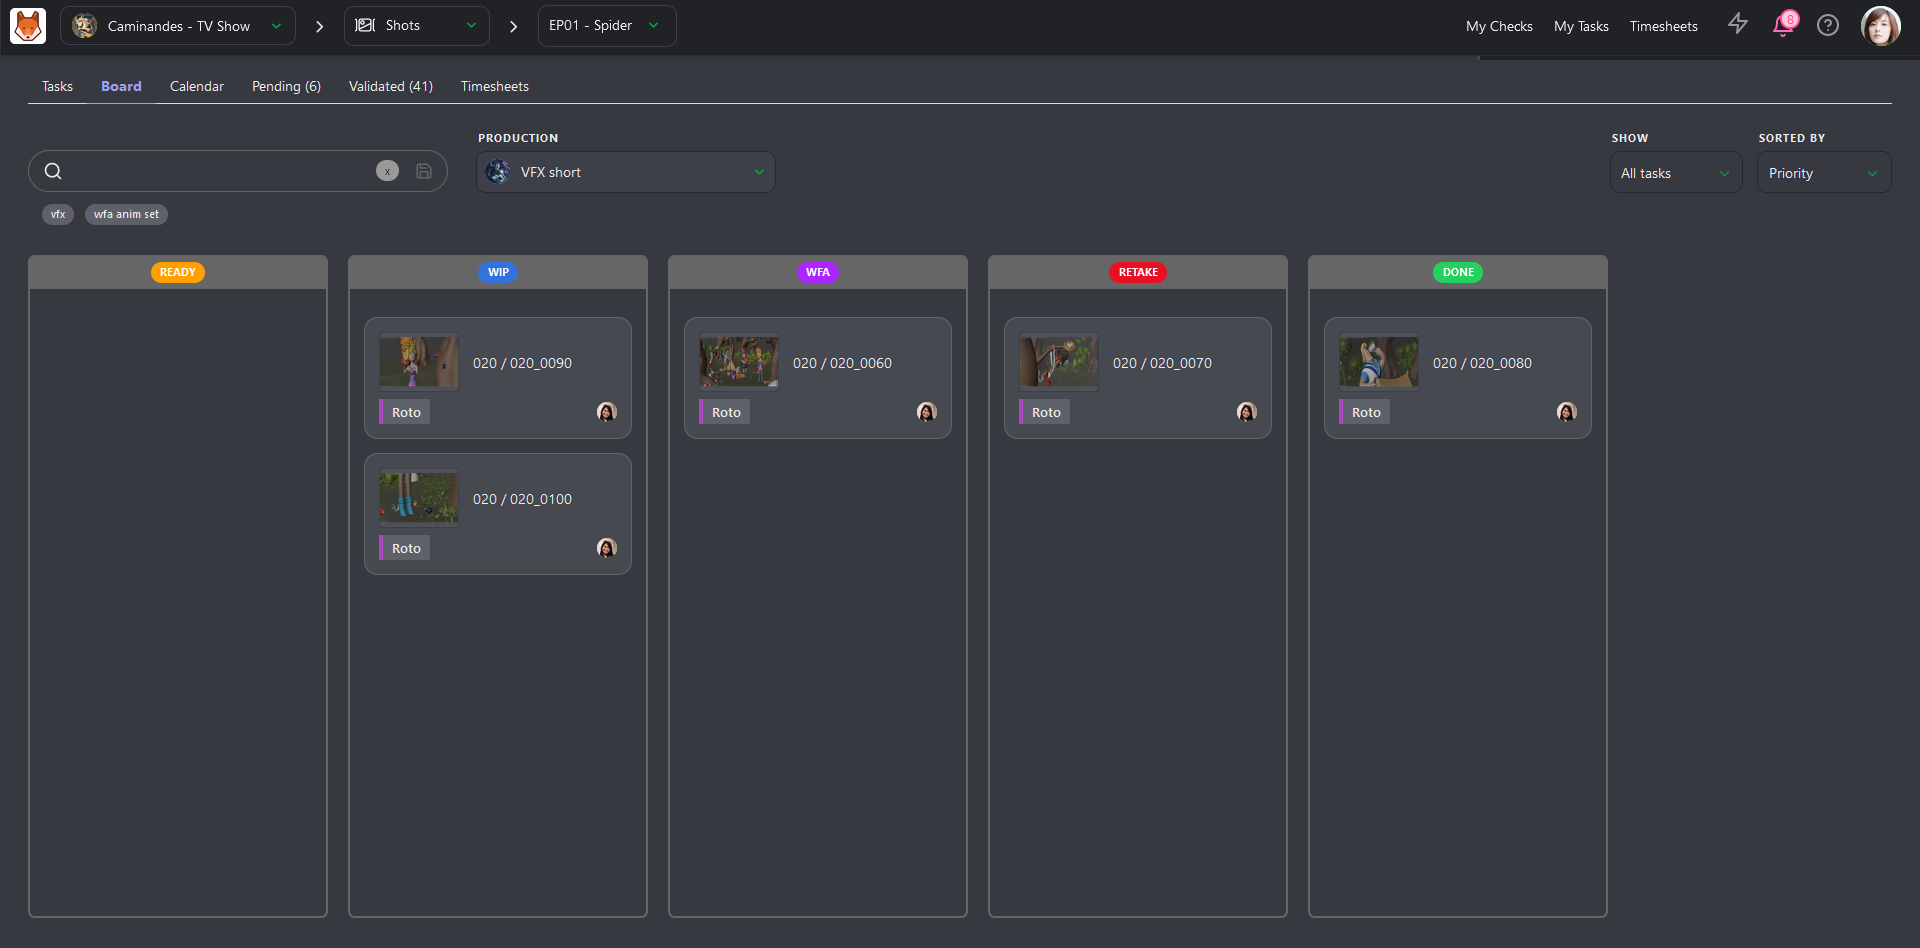 Caminandes - TV Show
Shots
EP01 - Spider
My Checks
My Tasks
Timesheets
8
Tasks
Board
Calendar
Pending (6)
Validated (41)
Timesheets
PRODUCTION
SHOW
SORTED BY
x
VFX short
All tasks
Priority
vfx
wfa anim set
READY
WIP
020 / 020_0090
Roto
020 / 020_0100
Roto
WFA
020 / 020_0060
Roto
RETAKE
020 / 020_0070
Roto
DONE
020 / 020_0080
Roto